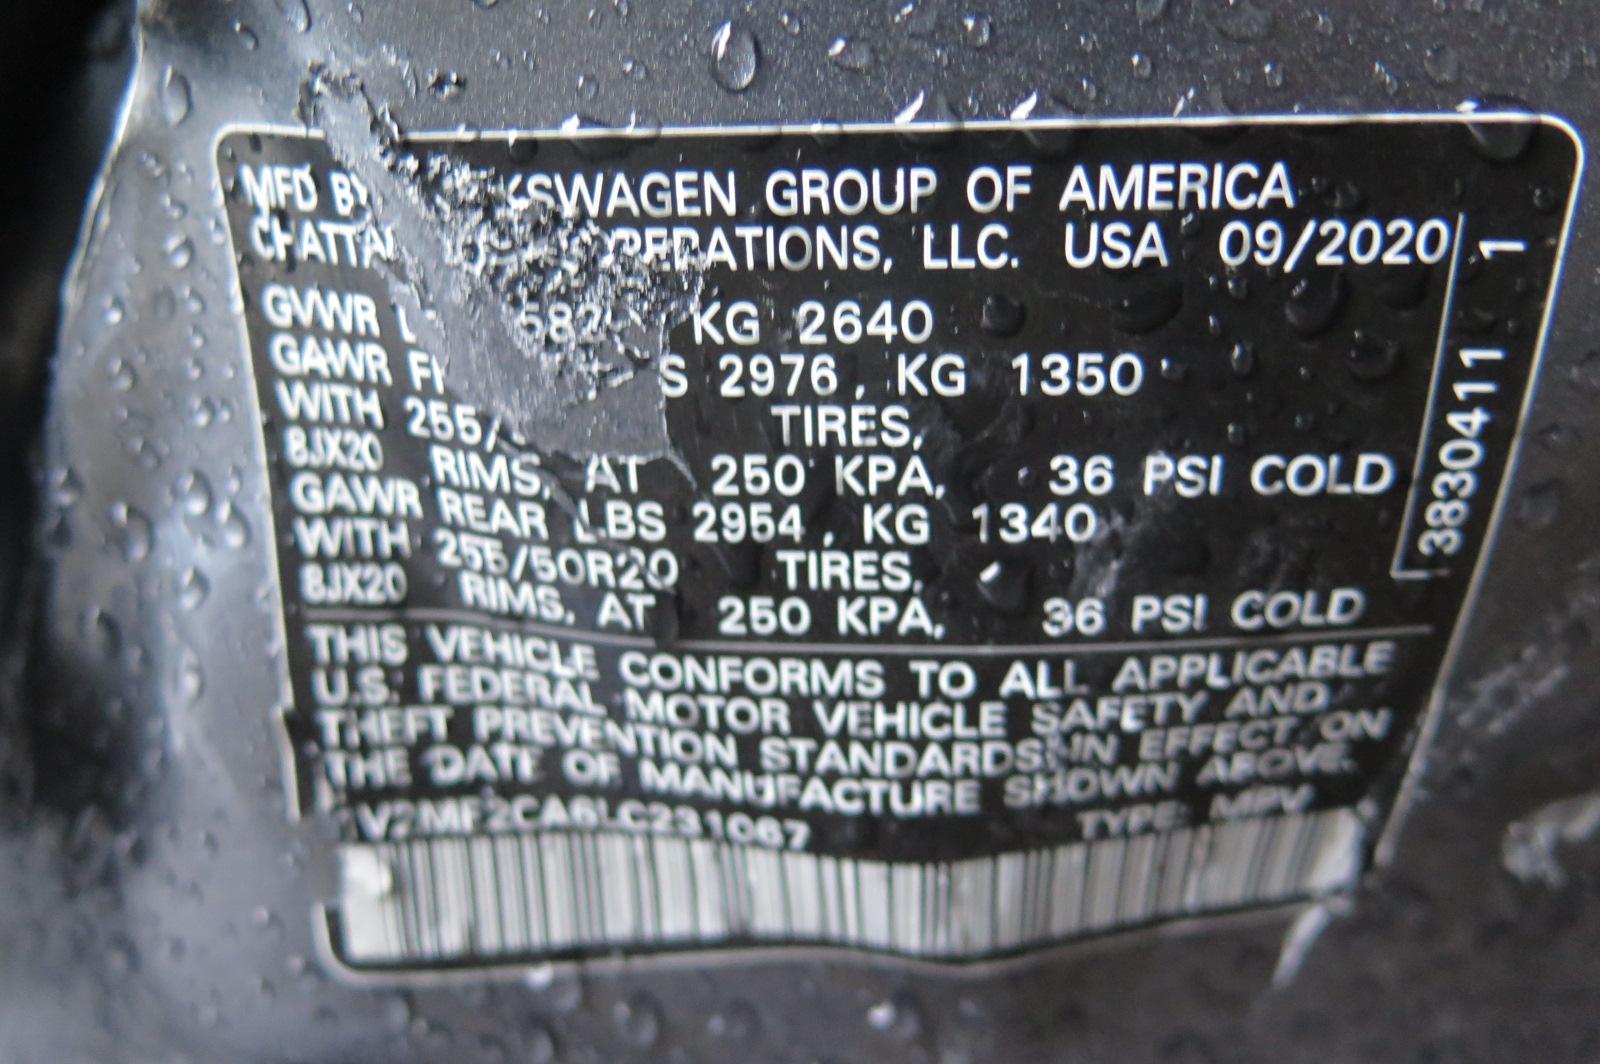 MFD BY KSWAGEN GROUP OF AMERICA
OPERATIONS, LLC. USA 09/2020
GVWR KG 2640
GAWR 2976, KG 1350
WITH TIRES,
8JX20 RIMS, AT 250 KPA, 36 PSI COLD
GAWR REAR LBS 2954, KG 1340
WITH 255/50R20 TIRES,
8JX20 RIMS, AT 250 KPA, 36 PSI COLD
THIS VEHICLE CONFORMS TO ALL APPLICABLE
U.S. FEDERAL MOTOR VEHICLE SAFETY AND
THEFT PREVENTION STANDARDS IN EFFECT ON
THE DATE OF MANUFACTURE SHOWN ABOVE.
V2MF2CA6LC231067 TYPE: MPV
3830411 1